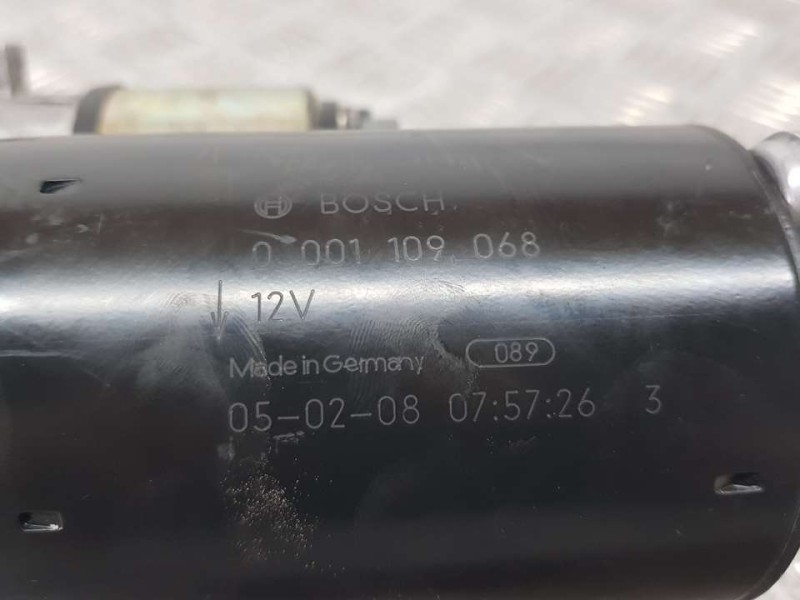 BOSCH
0 001 109 068
12V
Made in Germany 089
05-02-08 07:57:26 3